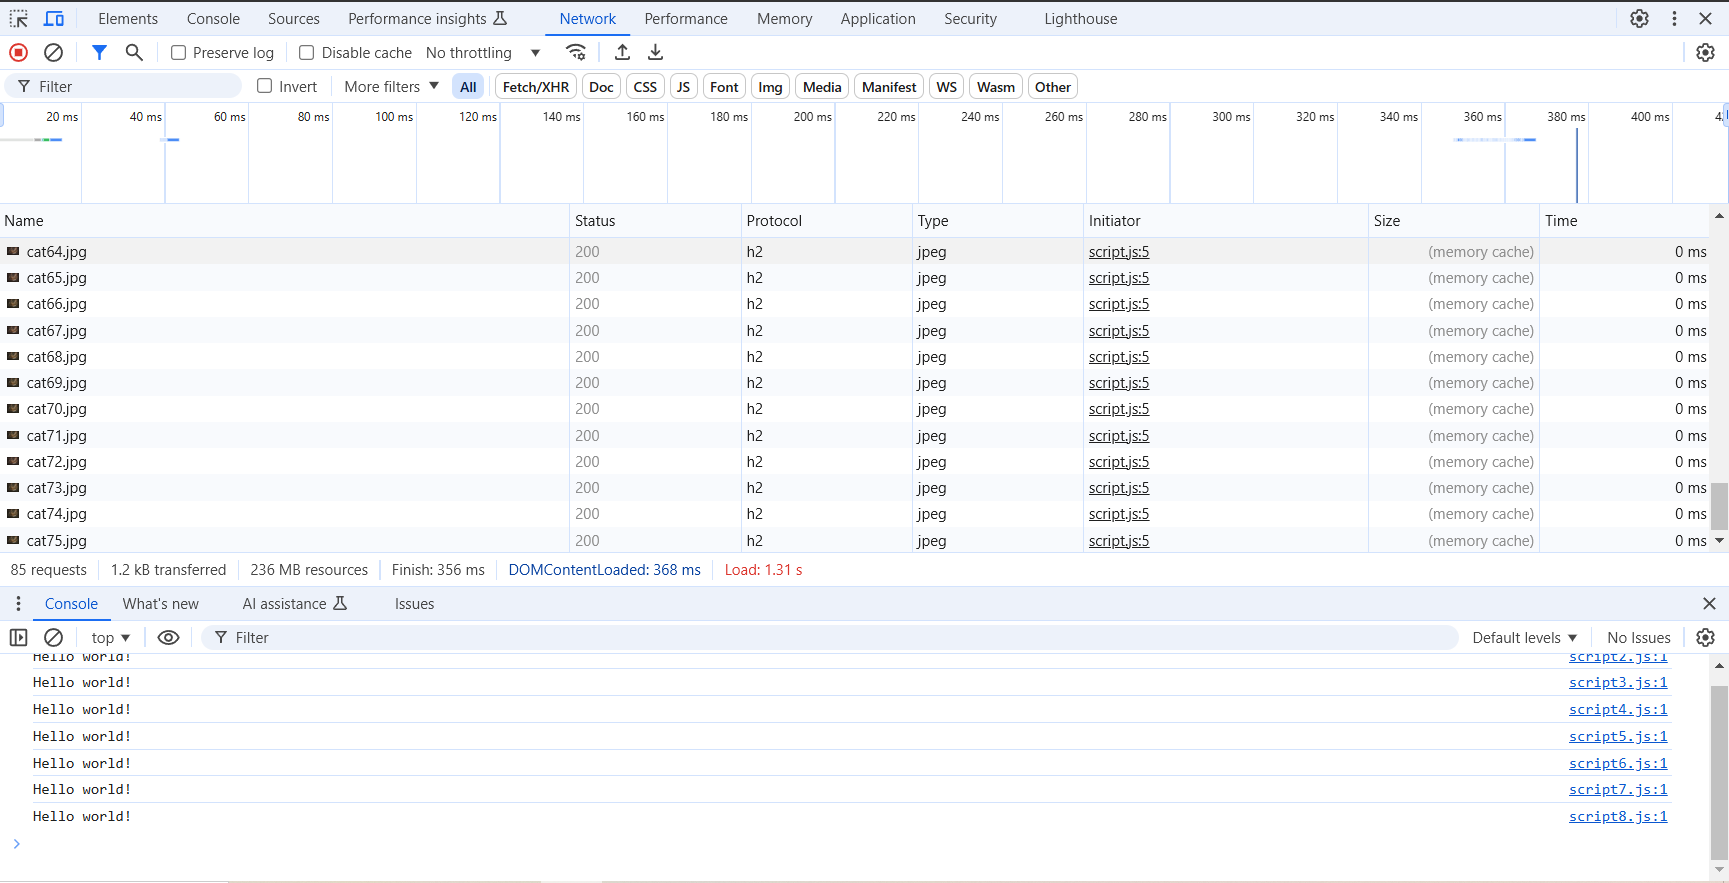 Elements Console Sources Performance insights Network Performance Memory Application Security Lighthouse
Preserve log Disable cache No throttling
Filter Invert More filters All Fetch/XHR Doc CSS JS Font Img Media Manifest WS Wasm Other
20 ms 40 ms 60 ms 80 ms 100 ms 120 ms 140 ms 160 ms 180 ms 200 ms 220 ms 240 ms 260 ms 280 ms 300 ms 320 ms 340 ms 360 ms 380 ms 400 ms
Name Status Protocol Type Initiator Size Time
cat64.jpg 200 h2 jpeg script.js:5 (memory cache) 0 ms
cat65.jpg 200 h2 jpeg script.js:5 (memory cache) 0 ms
cat66.jpg 200 h2 jpeg script.js:5 (memory cache) 0 ms
cat67.jpg 200 h2 jpeg script.js:5 (memory cache) 0 ms
cat68.jpg 200 h2 jpeg script.js:5 (memory cache) 0 ms
cat69.jpg 200 h2 jpeg script.js:5 (memory cache) 0 ms
cat70.jpg 200 h2 jpeg script.js:5 (memory cache) 0 ms
cat71.jpg 200 h2 jpeg script.js:5 (memory cache) 0 ms
cat72.jpg 200 h2 jpeg script.js:5 (memory cache) 0 ms
cat73.jpg 200 h2 jpeg script.js:5 (memory cache) 0 ms
cat74.jpg 200 h2 jpeg script.js:5 (memory cache) 0 ms
cat75.jpg 200 h2 jpeg script.js:5 (memory cache) 0 ms
85 requests 1.2 kB transferred 236 MB resources Finish: 356 ms DOMContentLoaded: 368 ms Load: 1.31 s
Console What's new AI assistance Issues
top Filter Default levels No Issues
Hello world! script2.js:1
Hello world! script3.js:1
Hello world! script4.js:1
Hello world! script5.js:1
Hello world! script6.js:1
Hello world! script7.js:1
Hello world! script8.js:1